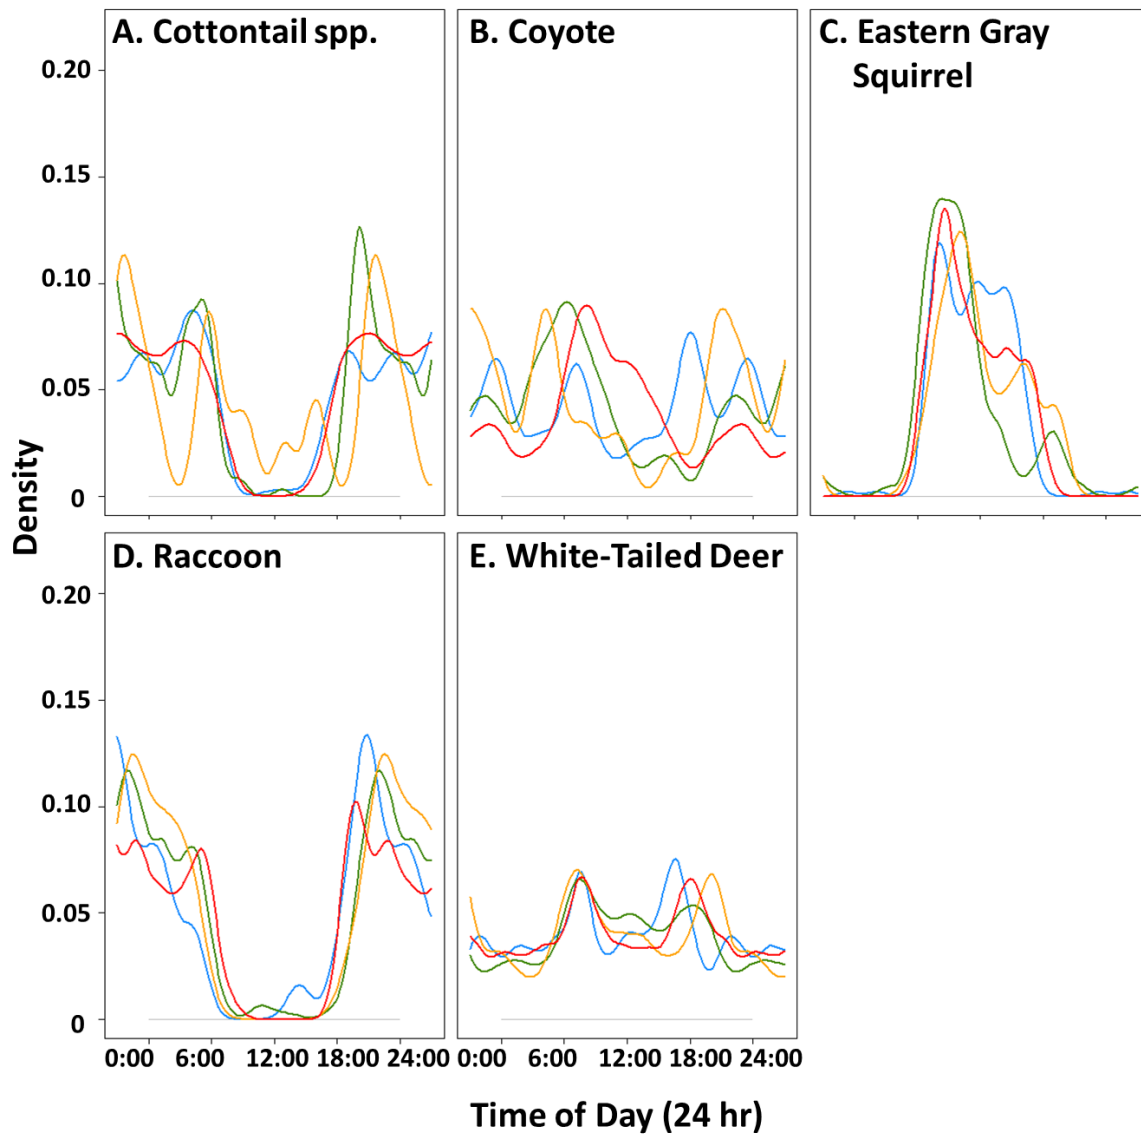 A. Cottontail spp.
B. Coyote
C. Eastern Gray
Squirrel
0.20
0.15
0.10
0.05
0
Density
D. Raccoon
E. White-Tailed Deer
0.20
0.15
0.10
0.05
0
0:00 6:00 12:00 18:00 24:00
0:00 6:00 12:00 18:00 24:00
Time of Day (24 hr)